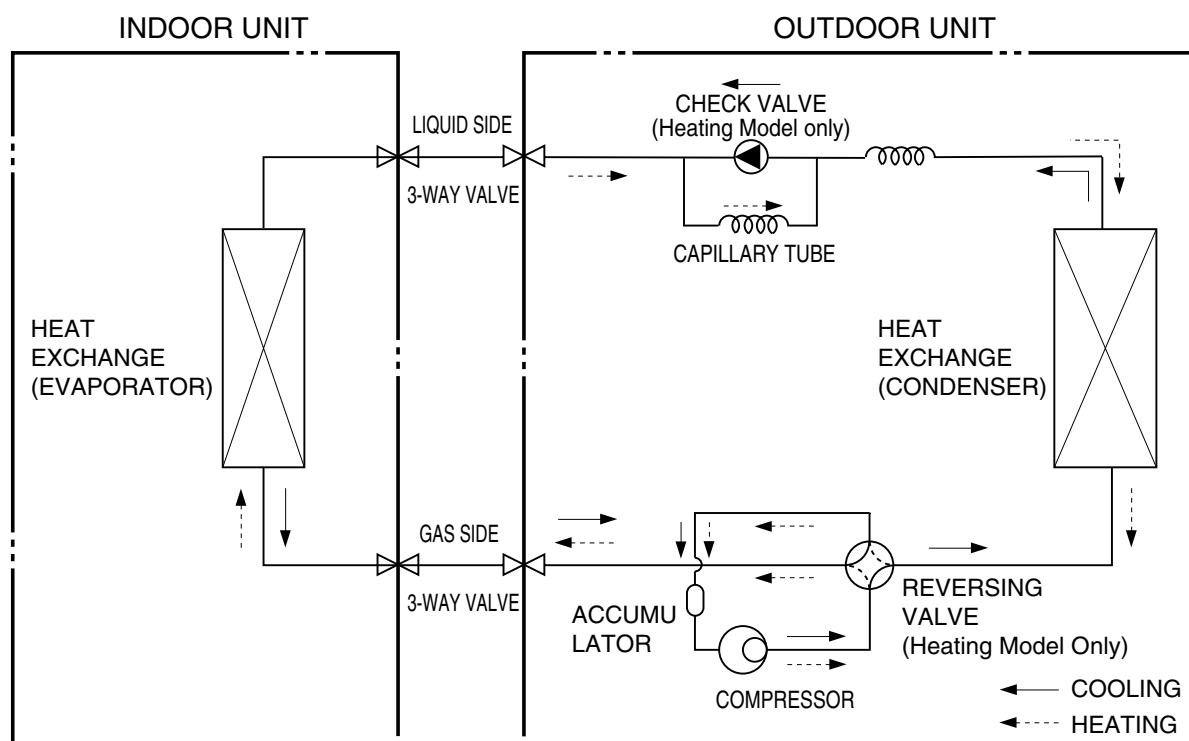 INDOOR UNIT
OUTDOOR UNIT
LIQUID SIDE
3-WAY VALVE
CHECK VALVE
(Heating Model only)
CAPILLARY TUBE
HEAT
EXCHANGE
(EVAPORATOR)
HEAT
EXCHANGE
(CONDENSER)
GAS SIDE
3-WAY VALVE
ACCUMU
LATOR
COMPRESSOR
REVERSING
VALVE
(Heating Model Only)
COOLING
HEATING